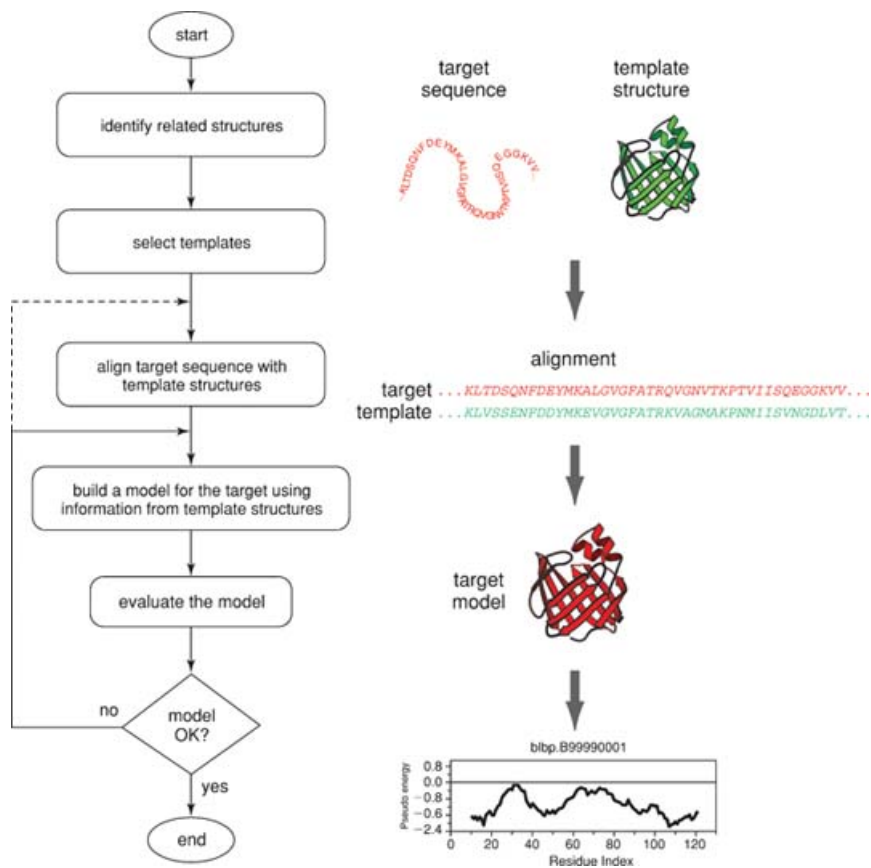 start
identify related structures
select templates
align target sequence with
template structures
build a model for the target using
information from template structures
evaluate the model
model
OK?
no
yes
end
target
sequence
template
structure
alignment
target ...KLTDSQNFDEYMKALGVGFATRQVGNVTKPTVIISQEGGKVV...
template ...KLVSSENFDDYMKEVGVGFATRKVAGMAKPNMIISVNGDLVT...
target
model
blbp.B99990001
Pseudo energy
0.8
0.0
-0.8
-0.6
-2.4
0 20 40 60 80 100 120
Residue Index